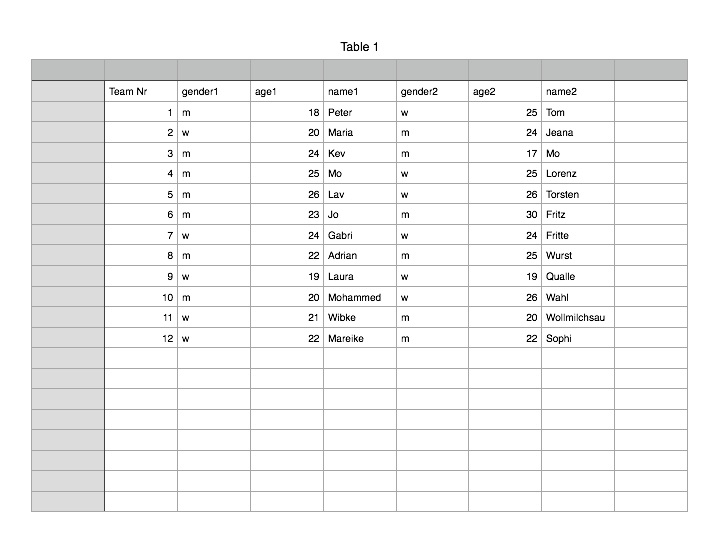 Table 1
Team Nr gender1 age1 name1 gender2 age2 name2
1 m 18 Peter w 25 Tom
2 w 20 Maria m 24 Jeana
3 m 24 Kev m 17 Mo
4 m 25 Mo w 25 Lorenz
5 m 26 Lav w 26 Torsten
6 m 23 Jo m 30 Fritz
7 w 24 Gabri w 24 Fritte
8 m 22 Adrian m 25 Wurst
9 w 19 Laura w 19 Qualle
10 m 20 Mohammed w 26 Wahl
11 w 21 Wibke m 20 Wollmilchsau
12 w 22 Mareike m 22 Sophi